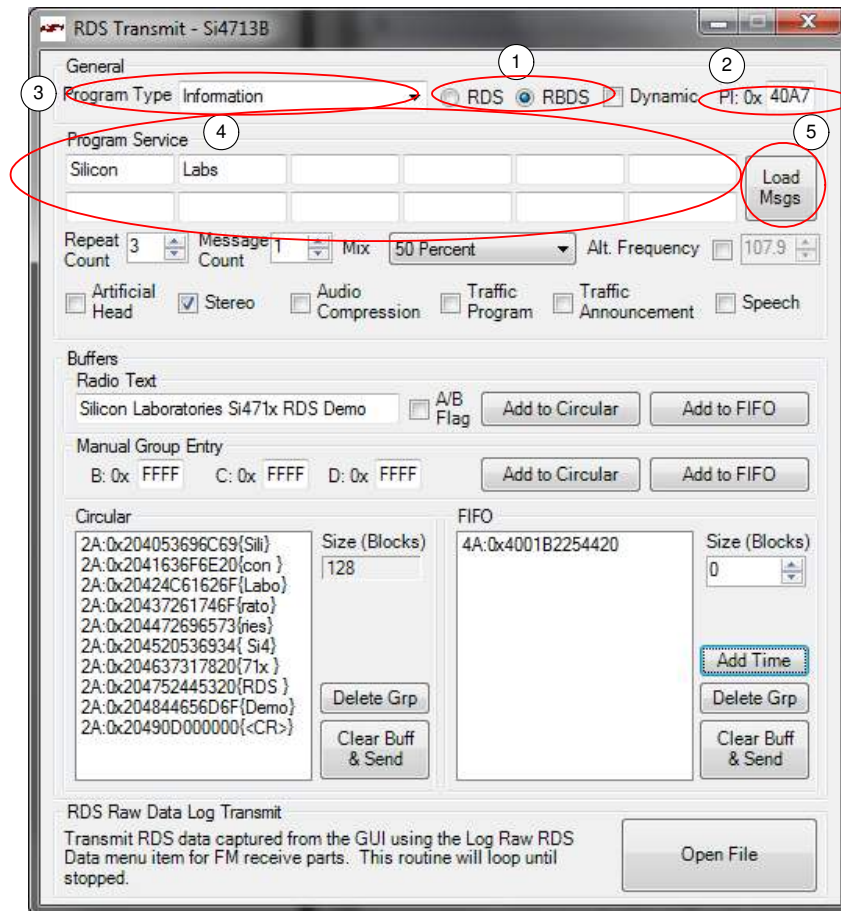 RDS Transmit - Si4713B
General
1
2
3
Program Type Information RDS RBDS Dynamic PI: 0x 40A7
4
5
Program Service
Silicon Labs
Load
Msgs
Repeat
Count 3 Message
Count 1 Mix 50 Percent Alt. Frequency 107.9
Artificial
Head Stereo Audio
Compression Traffic
Program Traffic
Announcement Speech
Buffers
Radio Text
Silicon Laboratories Si471x RDS Demo A/B
Flag Add to Circular Add to FIFO
Manual Group Entry
B: 0x FFFF C: 0x FFFF D: 0x FFFF Add to Circular Add to FIFO
Circular
2A:0x204053696C69{Sili}
2A:0x2041636F6E20{con }
2A:0x20424C61626F{Labo}
2A:0x20437261746F{rato}
2A:0x204472696573{ries}
2A:0x204520536934{ Si4}
2A:0x204637317820{71x }
2A:0x204752445320{RDS }
2A:0x204844656D6F{Demo}
2A:0x20490D000000{<CR>}
Size (Blocks)
128
Delete Grp
Clear Buff
& Send
FIFO
4A:0x4001B2254420
Size (Blocks)
0
Add Time
Delete Grp
Clear Buff
& Send
RDS Raw Data Log Transmit
Transmit RDS data captured from the GUI using the Log Raw RDS
Data menu item for FM receive parts. This routine will loop until
stopped.
Open File